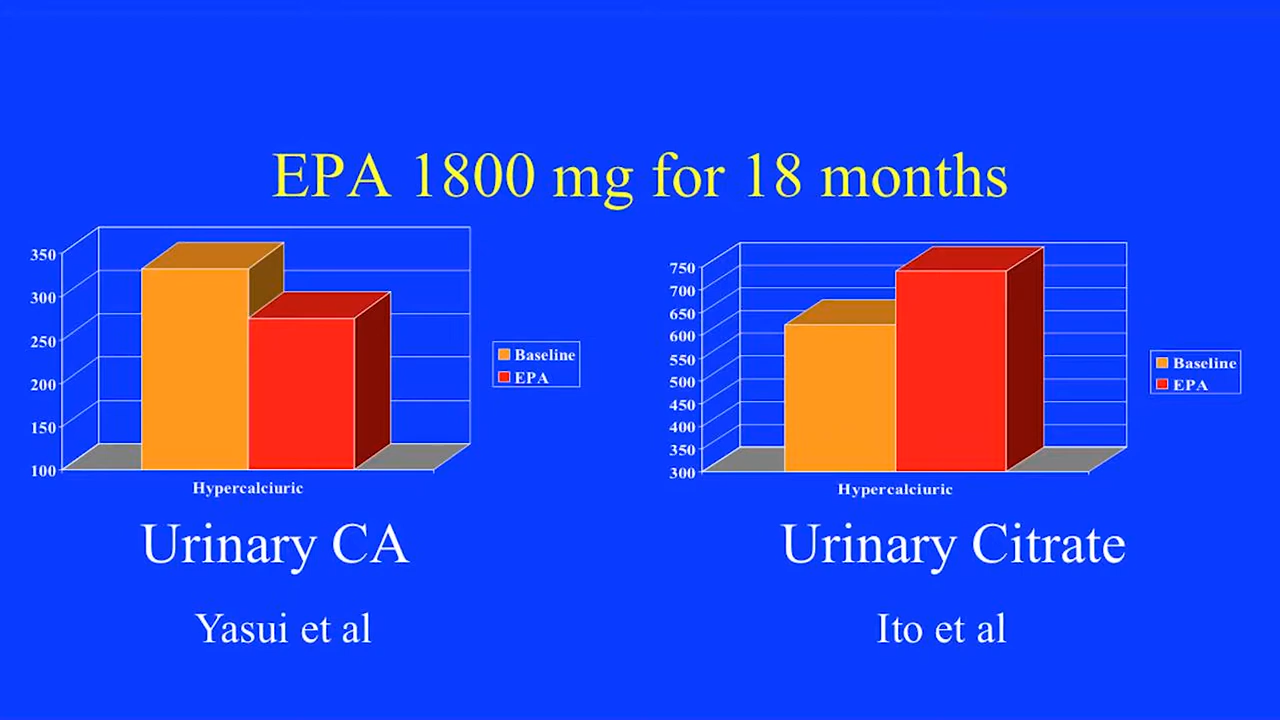 EPA 1800 mg for 18 months
350
300
250
200
150
100
Hypercalciuric
Baseline
EPA
Urinary CA
Yasui et al
750
700
650
600
550
500
450
400
350
300
Hypercalciuric
Baseline
EPA
Urinary Citrate
Ito et al